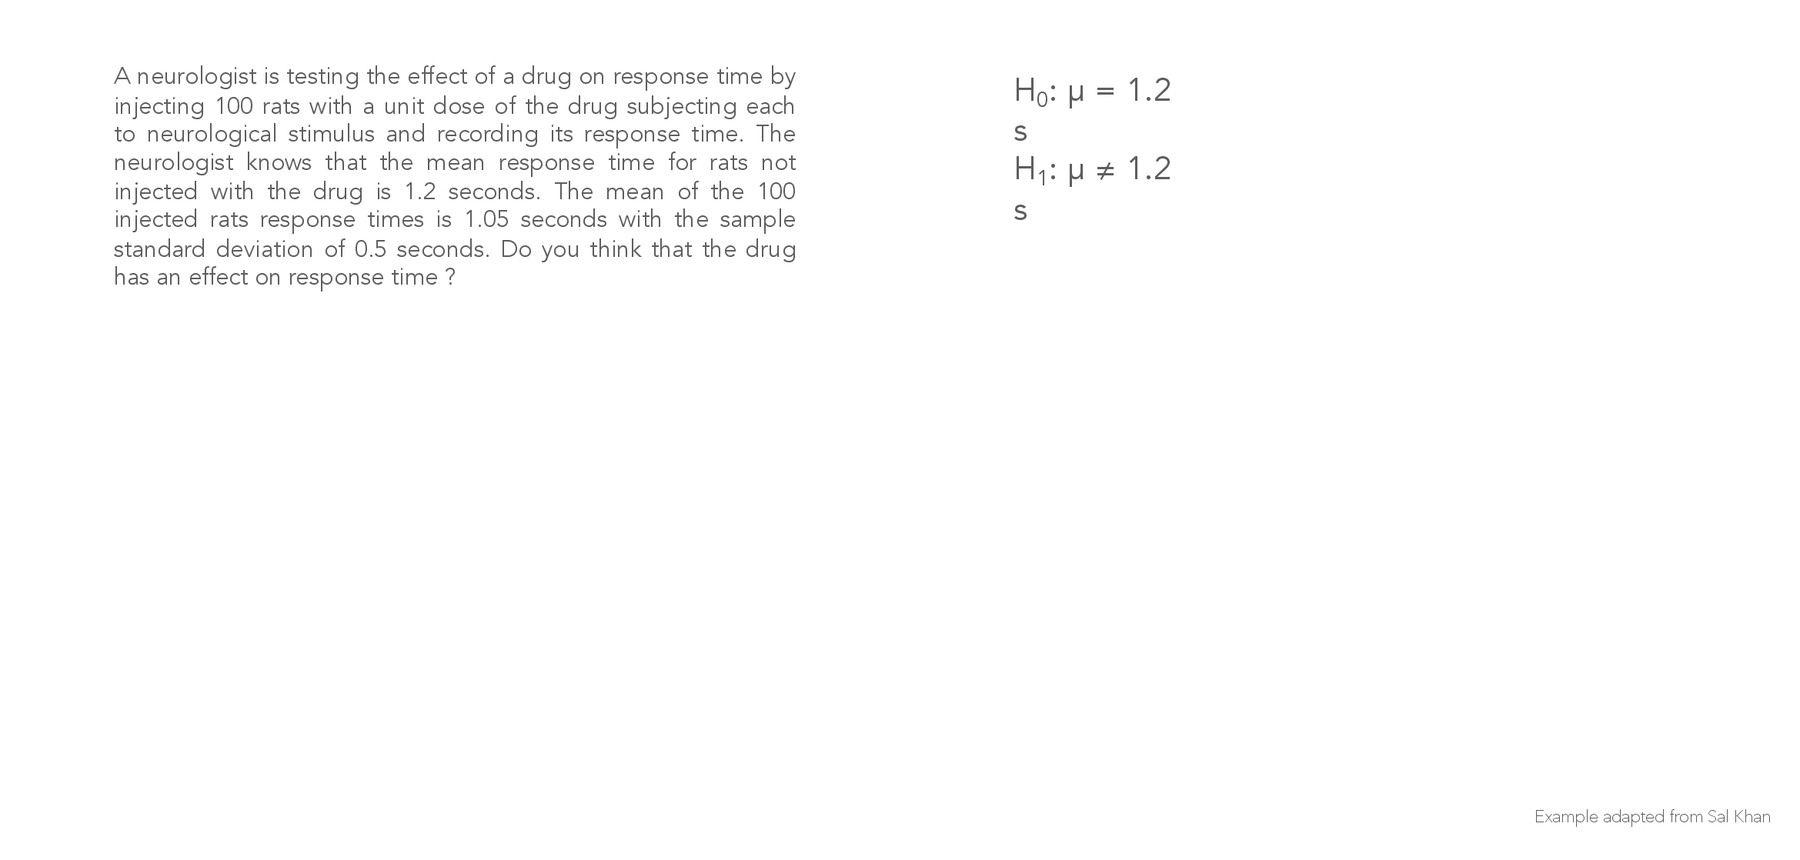 A neurologist is testing the effect of a drug on response time by
injecting 100 rats with a unit dose of the drug subjecting each
to neurological stimulus and recording its response time. The
neurologist knows that the mean response time for rats not
injected with the drug is 1.2 seconds. The mean of the 100
injected rats response times is 1.05 seconds with the sample
standard deviation of 0.5 seconds. Do you think that the drug
has an effect on response time ?
H₀: μ = 1.2
s
H₁: μ ≠ 1.2
s
Example adapted from Sal Khan